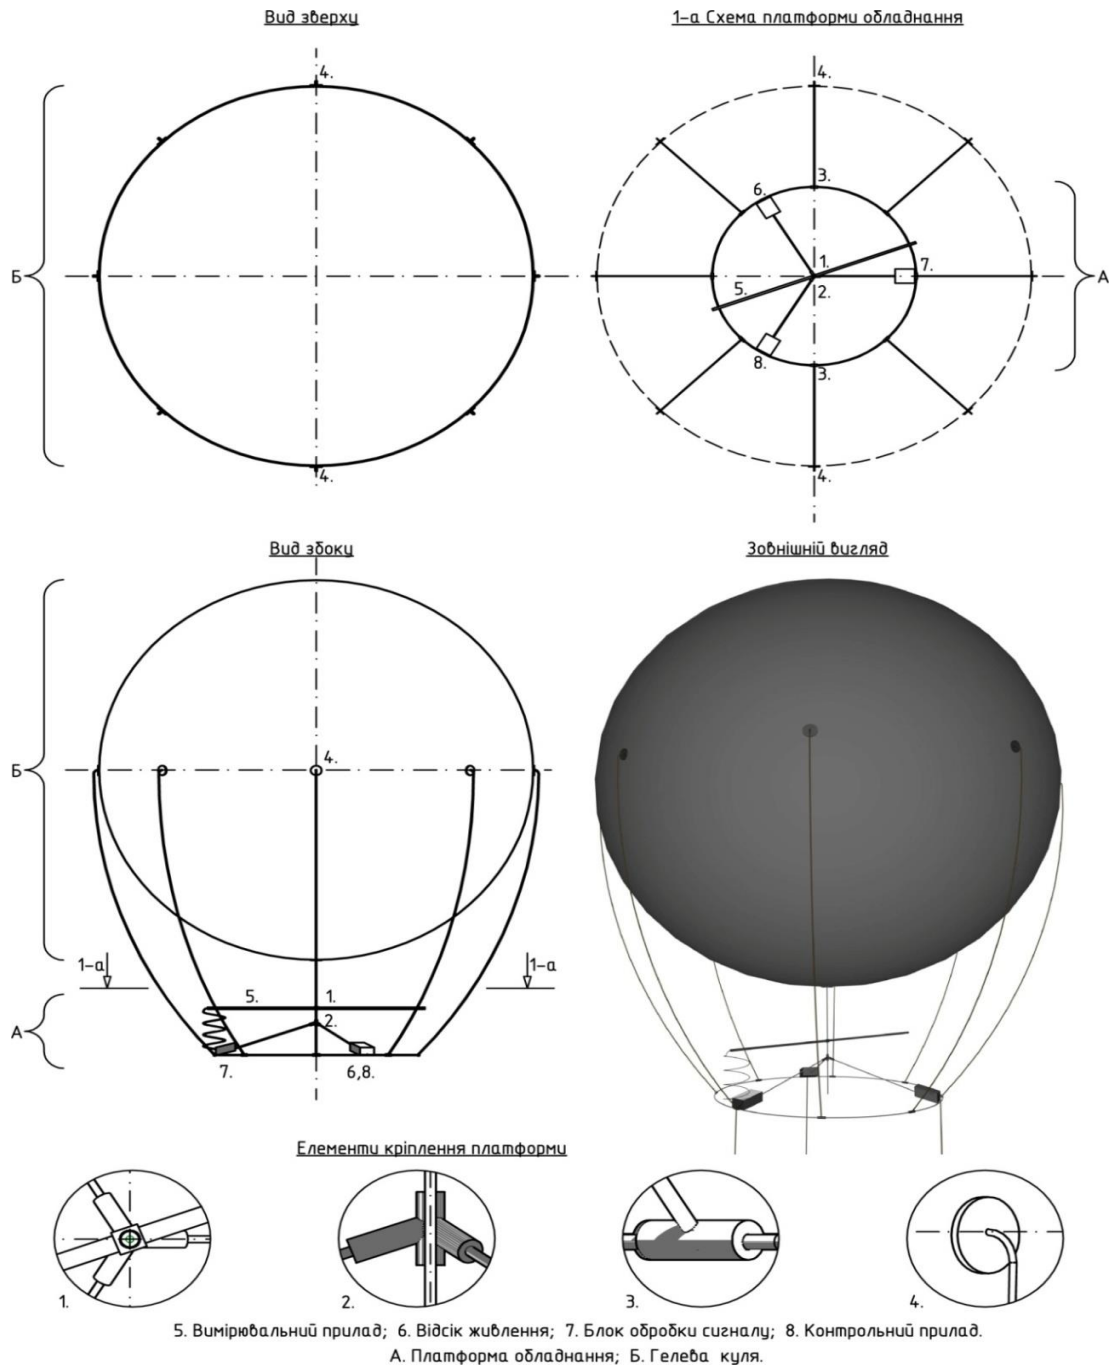 Вид зверху
1-а Схема платформи обладнання
4.
4.
Б
3.
6.
А
1.
7.
5.
2.
8.
3.
4.
4.
Вид збоку
Зовнішній вигляд
Б
4.
1-а
1-а
5.
1.
А
2.
7.
6,8.
Елементи кріплення платформи
1.
2.
3.
4.
5. Вимірювальний прилад; 6. Відсік живлення; 7. Блок обробки сигналу; 8. Контрольний прилад.
А. Платформа обладнання; Б. Гелева куля.